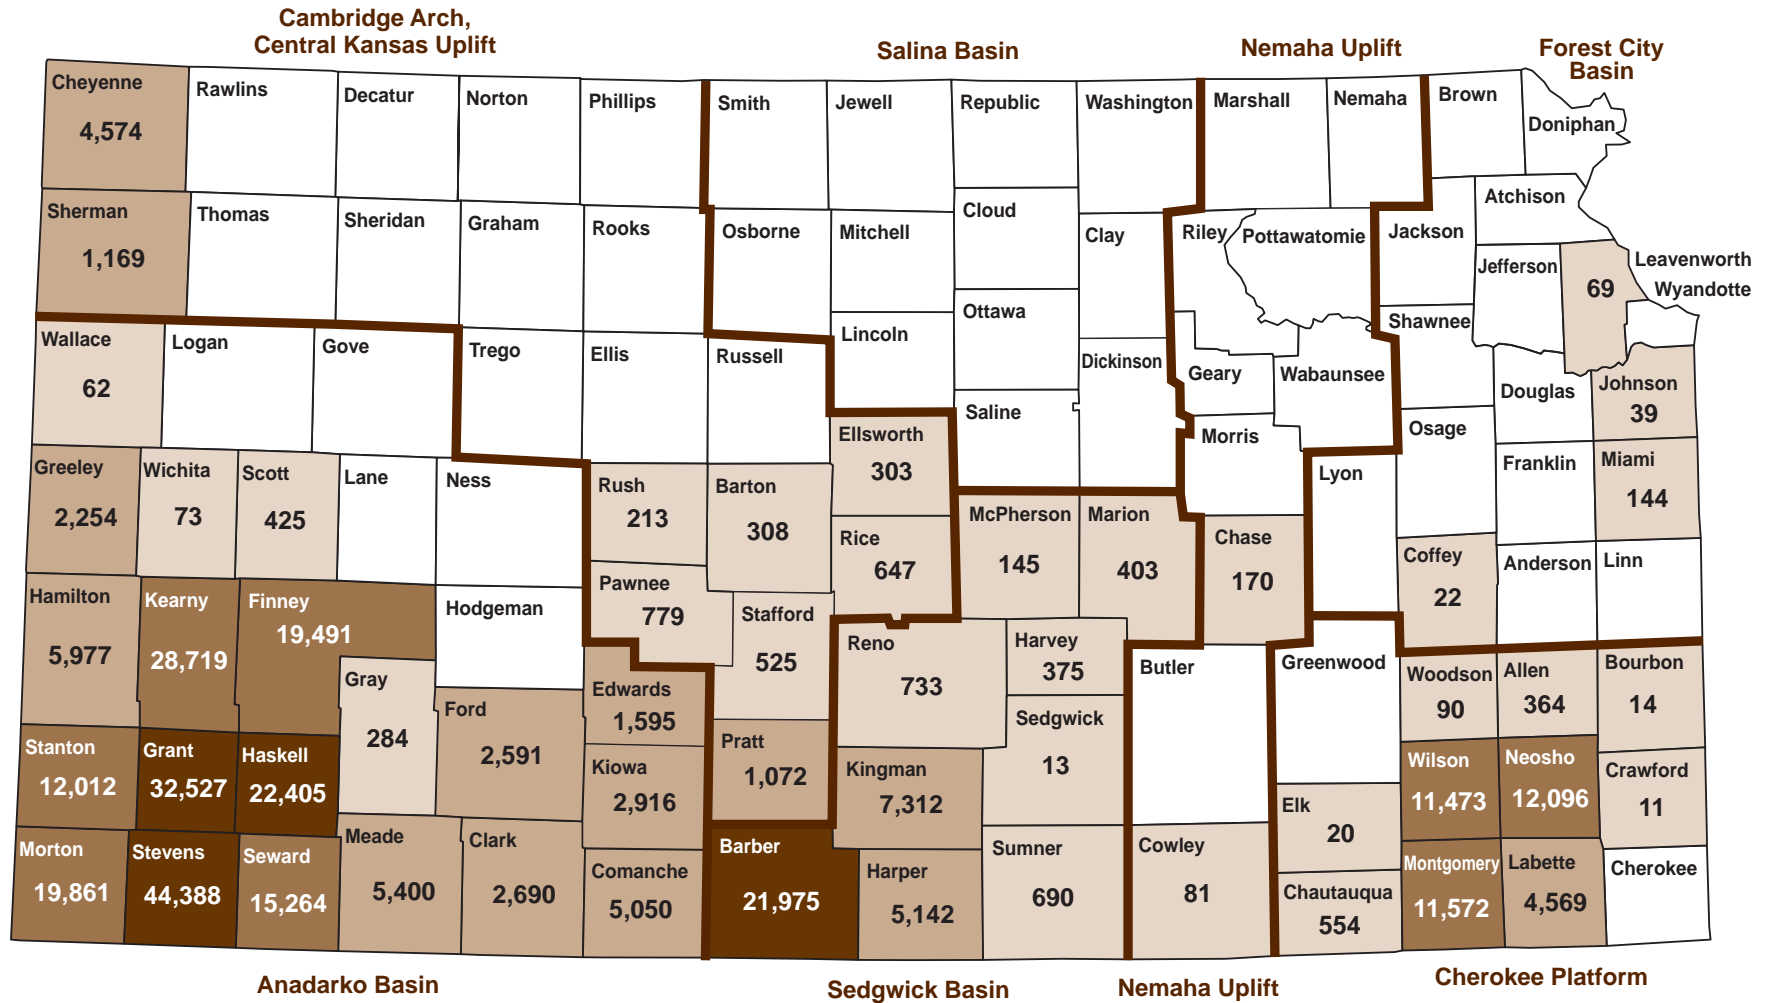 Cambridge Arch,
Central Kansas Uplift
Salina Basin
Nemaha Uplift
Forest City
Basin
Cheyenne
4,574
Rawlins
Decatur
Norton
Phillips
Smith
Jewell
Republic
Washington
Marshall
Nemaha
Brown
Doniphan
Sherman
1,169
Thomas
Sheridan
Graham
Rooks
Osborne
Mitchell
Cloud
Clay
Riley
Pottawatomie
Jackson
Atchison
Jefferson
Leavenworth
69
Wyandotte
Wallace
62
Logan
Gove
Trego
Ellis
Russell
Lincoln
Ottawa
Dickinson
Geary
Wabaunsee
Shawnee
Douglas
Johnson
39
Greeley
2,254
Wichita
73
Scott
425
Lane
Ness
Rush
213
Barton
308
Ellsworth
303
Saline
Morris
Lyon
Osage
Franklin
Miami
144
Rice
647
McPherson
145
Marion
403
Chase
170
Coffey
22
Anderson
Linn
Hamilton
5,977
Kearny
28,719
Finney
19,491
Hodgeman
Pawnee
779
Stafford
525
Reno
733
Harvey
375
Butler
Greenwood
Woodson
90
Allen
364
Bourbon
14
Gray
284
Ford
2,591
Edwards
1,595
Stanton
12,012
Grant
32,527
Haskell
22,405
Kiowa
2,916
Pratt
1,072
Kingman
7,312
Sedgwick
13
Elk
20
Wilson
11,473
Neosho
12,096
Crawford
11
Morton
19,861
Stevens
44,388
Seward
15,264
Meade
5,400
Clark
2,690
Comanche
5,050
Barber
21,975
Harper
5,142
Sumner
690
Cowley
81
Chautauqua
554
Montgomery
11,572
Labette
4,569
Cherokee
Anadarko Basin
Sedgwick Basin
Nemaha Uplift
Cherokee Platform